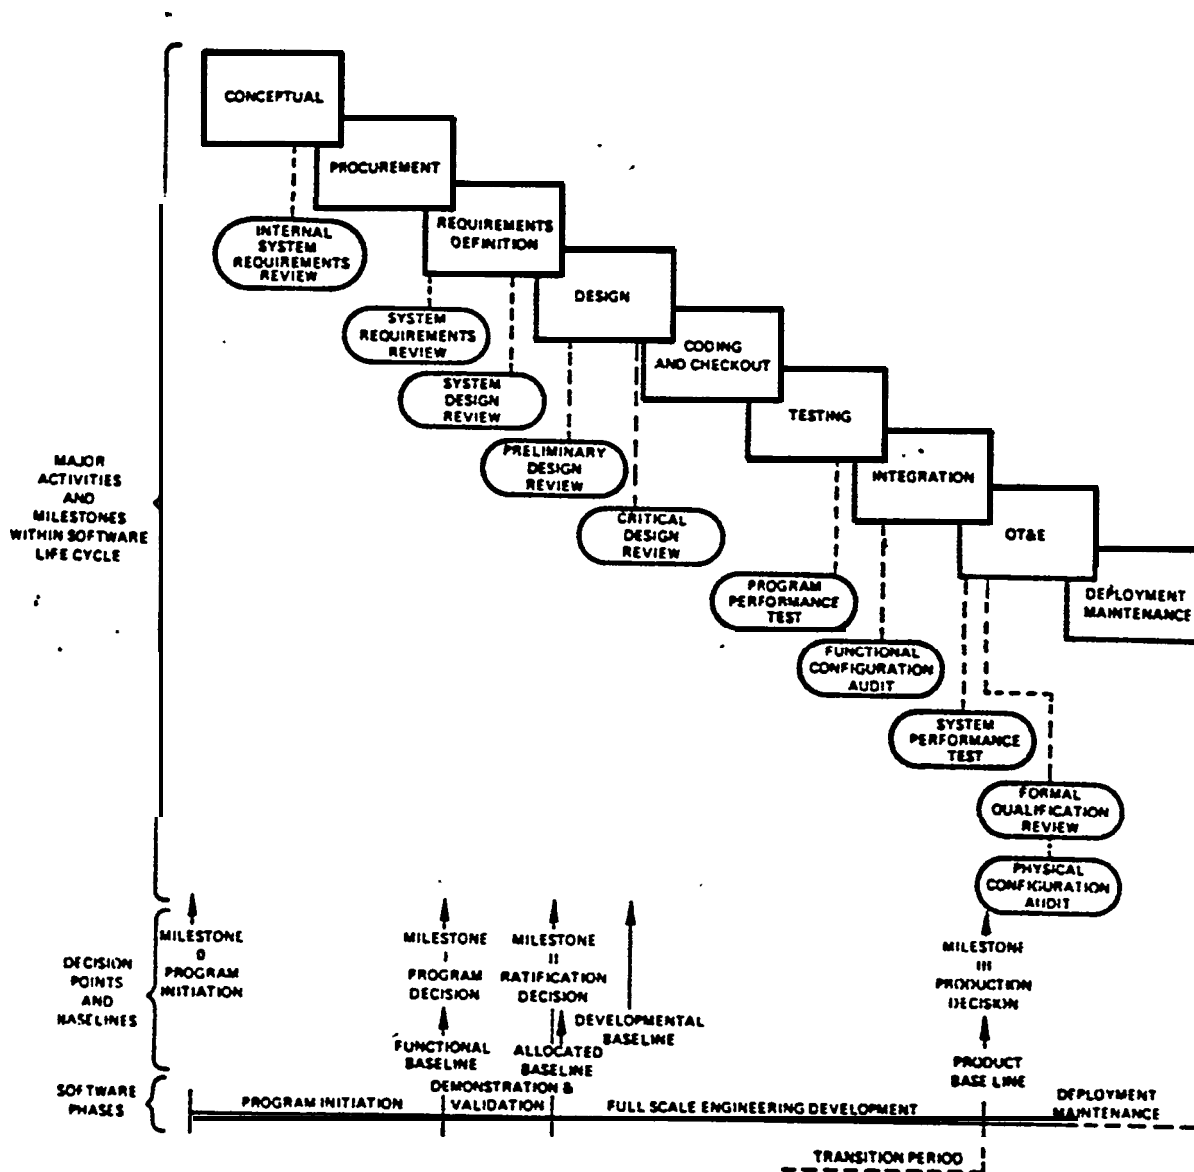 CONCEPTUAL
PROCUREMENT
INTERNAL
SYSTEM
REQUIREMENTS
REVIEW
REQUIREMENTS
DEFINITION
DESIGN
SYSTEM
REQUIREMENTS
REVIEW
CODING
AND CHECKOUT
SYSTEM
DESIGN
REVIEW
TESTING
PRELIMINARY
DESIGN
REVIEW
MAJOR
ACTIVITIES
AND
MILESTONES
WITHIN SOFTWARE
LIFE CYCLE
INTEGRATION
CRITICAL
DESIGN
REVIEW
OT&E
PROGRAM
PERFORMANCE
TEST
DEPLOYMENT
MAINTENANCE
FUNCTIONAL
CONFIGURATION
AUDIT
SYSTEM
PERFORMANCE
TEST
FORMAL
QUALIFICATION
REVIEW
PHYSICAL
CONFIGURATION
AUDIT
DECISION
POINTS
AND
BASELINES
MILESTONE
0
PROGRAM
INITIATION
MILESTONE
I
PROGRAM
DECISION
FUNCTIONAL
BASELINE
MILESTONE
II
RATIFICATION
DECISION
ALLOCATED
BASELINE
DEVELOPMENTAL
BASELINE
MILESTONE
III
PRODUCTION
DECISION
PRODUCT
BASE LINE
SOFTWARE
PHASES
PROGRAM INITIATION
DEMONSTRATION &
VALIDATION
FULL SCALE ENGINEERING DEVELOPMENT
DEPLOYMENT
MAINTENANCE
TRANSITION PERIOD